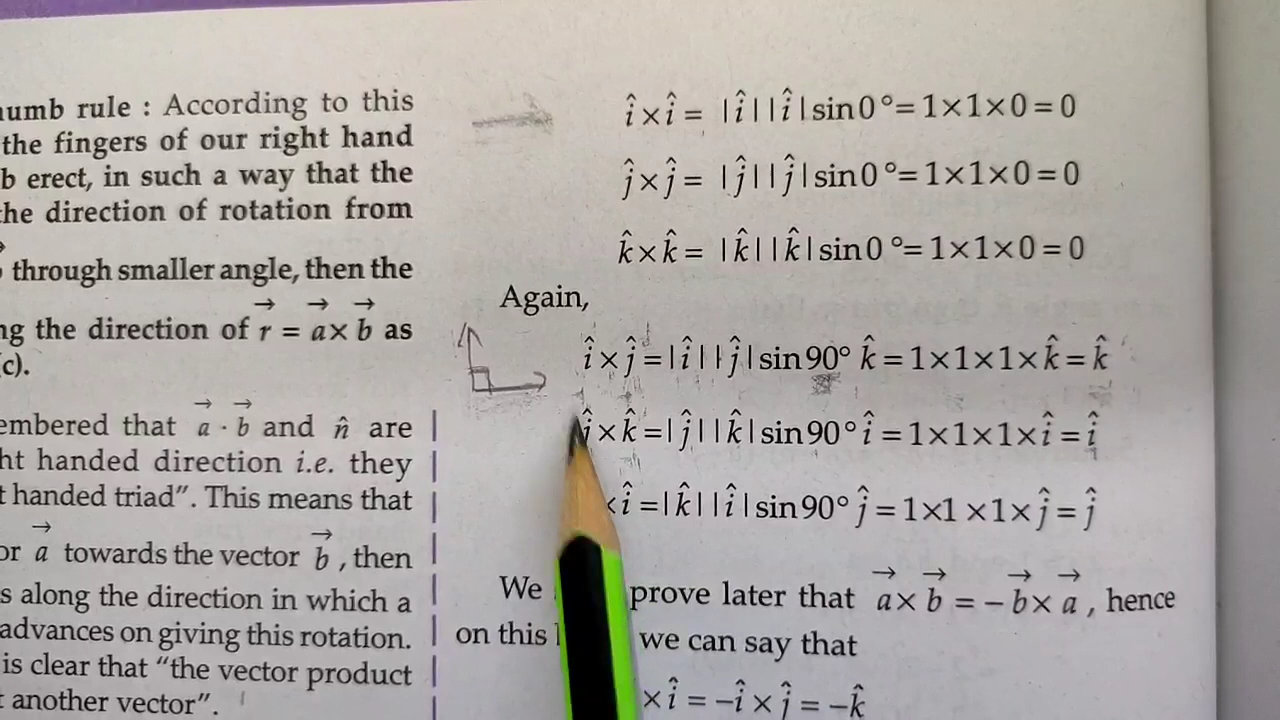 umb rule : According to this
the fingers of our right hand
b erect, in such a way that the
he direction of rotation from
through smaller angle, then the
ng the direction of r⃗ = a⃗ × b⃗ as
(c).
embered that a⃗ · b⃗ and n̂ are
ht handed direction i.e. they
t handed triad”. This means that
or a⃗ towards the vector b⃗ , then
s along the direction in which a
advances on giving this rotation.
is clear that “the vector product
t another vector”.
î × î = |î| |î| sin 0° = 1×1×0 = 0
ĵ × ĵ = |ĵ| |ĵ| sin 0° = 1×1×0 = 0
k̂ × k̂ = |k̂| |k̂| sin 0° = 1×1×0 = 0
Again,
î × ĵ = |î| |ĵ| sin 90° k̂ = 1×1×1×k̂ = k̂
× k̂ = |ĵ| |k̂| sin 90° î = 1×1×1×î = î
× î = |k̂| |î| sin 90° ĵ = 1×1×1×ĵ = ĵ
We prove later that a⃗ × b⃗ = − b⃗ × a⃗ , hence
on this we can say that
× î = −î × ĵ = −k̂